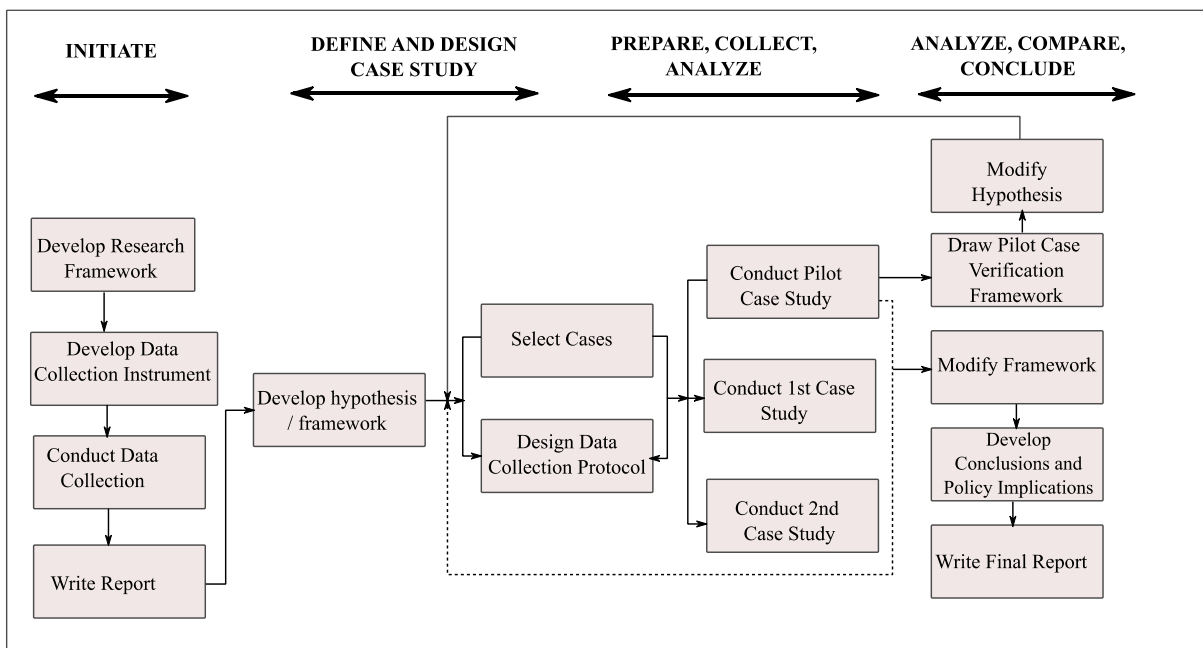 INITIATE
DEFINE AND DESIGN
CASE STUDY
PREPARE, COLLECT,
ANALYZE
ANALYZE, COMPARE,
CONCLUDE
Develop Research
Framework
Develop Data
Collection Instrument
Conduct Data
Collection
Write Report
Develop hypothesis
/ framework
Select Cases
Design Data
Collection Protocol
Conduct Pilot
Case Study
Conduct 1st Case
Study
Conduct 2nd
Case Study
Modify
Hypothesis
Draw Pilot Case
Verification
Framework
Modify Framework
Develop
Conclusions and
Policy Implications
Write Final Report